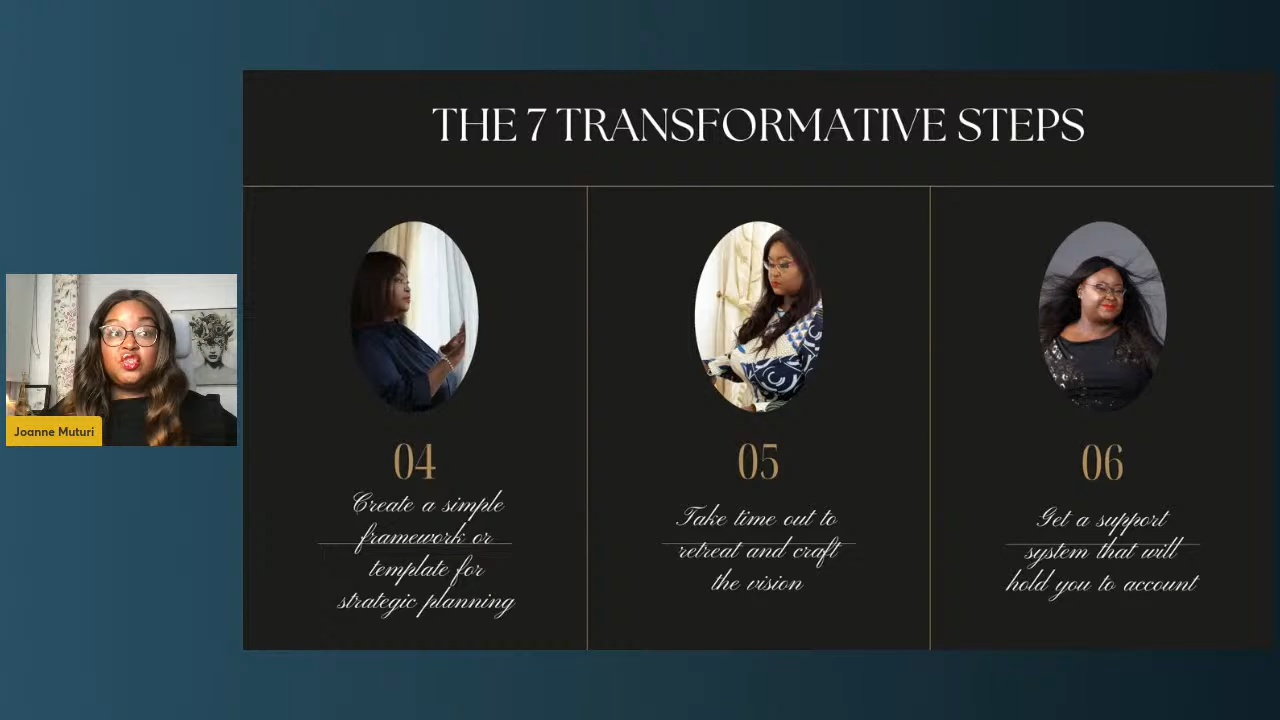 THE 7 TRANSFORMATIVE STEPS
Joanne Muturi
04
Create a simple
framework or
template for
strategic planning
05
Take time out to
retreat and craft
the vision
06
Get a support
system that will
hold you to account